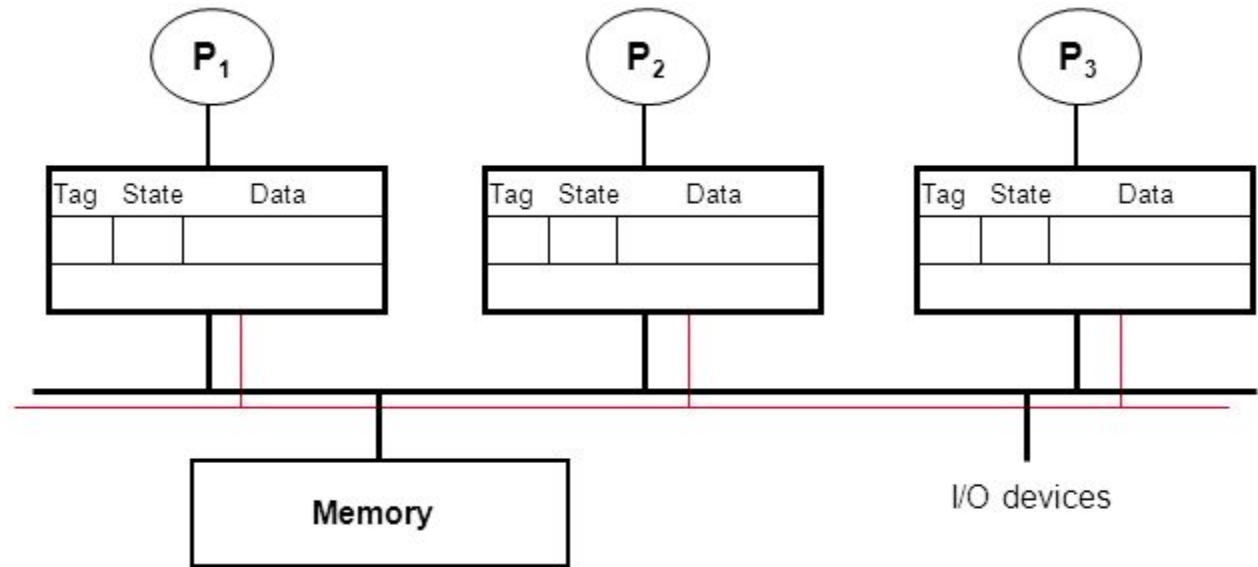 P₁ P₂ P₃
Tag State Data Tag State Data Tag State Data
I/O devices
Memory